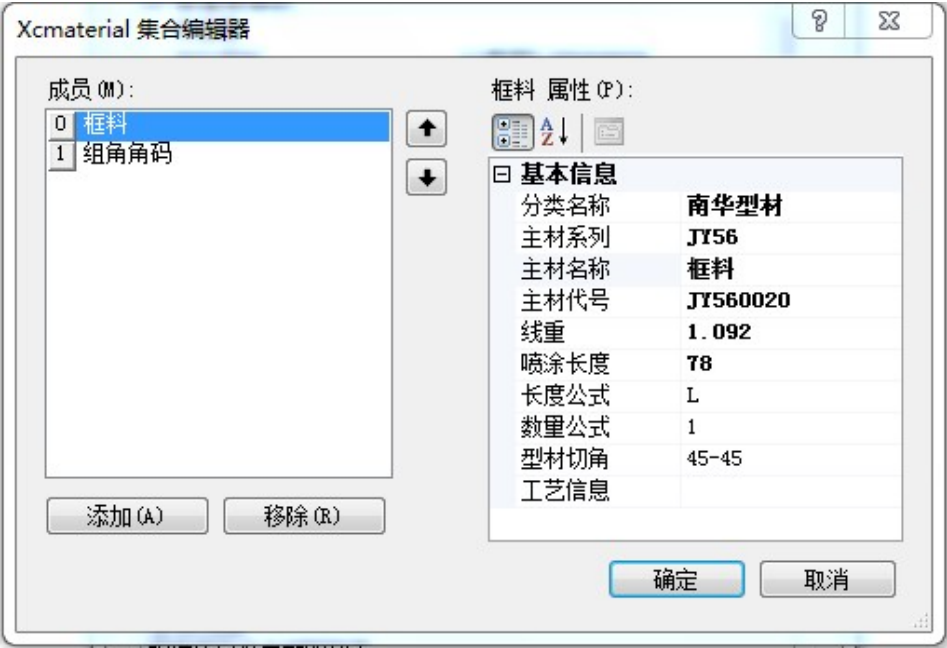 Xcmaterial 集合编辑器
成员(M):
0 框料
1 组角角码
添加(A) 移除(R)
框料 属性(P):
基本信息
分类名称 南华型材
主材系列 JY56
主材名称 框料
主材代号 JY560020
线重 1.092
喷涂长度 78
长度公式 L
数量公式 1
型材切角 45-45
工艺信息
确定 取消